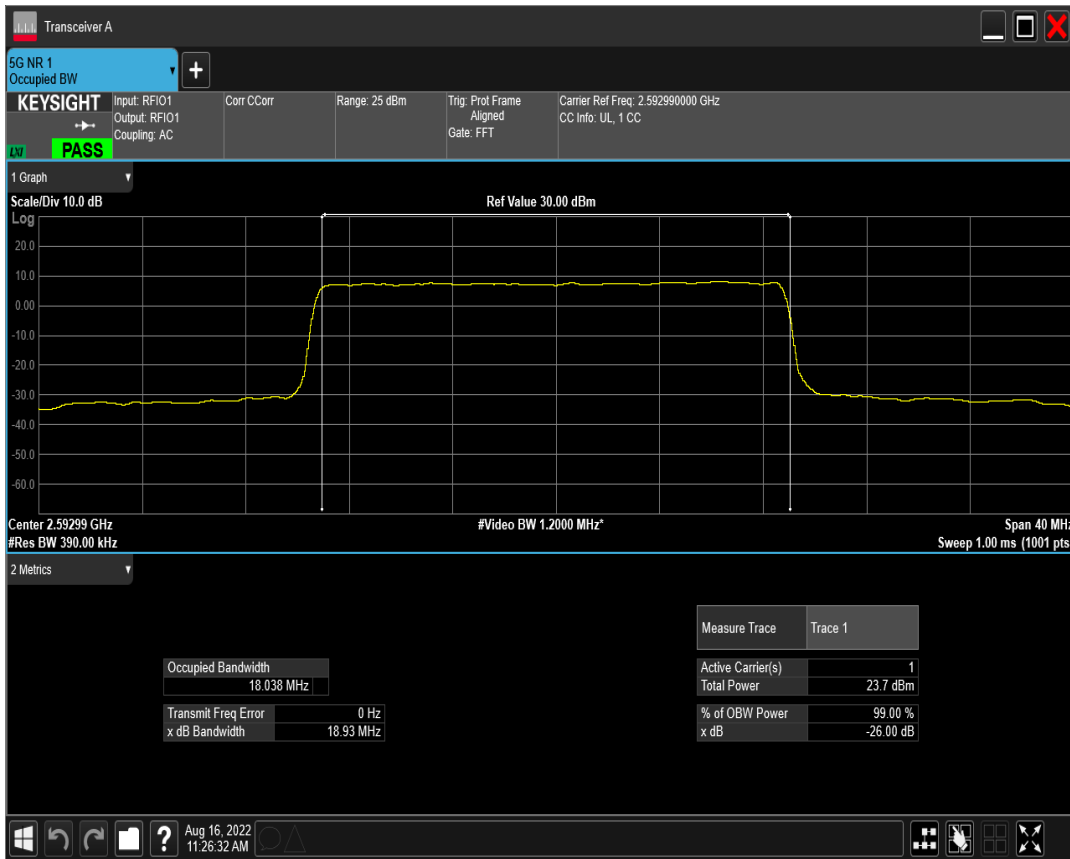 Transceiver A
5G NR 1
Occupied BW
+
KEYSIGHT
LXI
PASS
Input: RFIO1
Output: RFIO1
Coupling: AC
Corr CCorr
Range: 25 dBm
Trig: Prot Frame
Aligned
Gate: FFT
Carrier Ref Freq: 2.592990000 GHz
CC Info: UL, 1 CC
1 Graph
Scale/Div 10.0 dB
Ref Value 30.00 dBm
Log
20.0
10.0
0.00
-10.0
-20.0
-30.0
-40.0
-50.0
-60.0
Center 2.59299 GHz
#Video BW 1.2000 MHz*
Span 40 MHz
#Res BW 390.00 kHz
Sweep 1.00 ms (1001 pts
2 Metrics
Measure Trace Trace 1
Occupied Bandwidth
18.038 MHz
Transmit Freq Error 0 Hz
x dB Bandwidth 18.93 MHz
Active Carrier(s) 1
Total Power 23.7 dBm
% of OBW Power 99.00 %
x dB -26.00 dB
?
Aug 16, 2022
11:26:32 AM